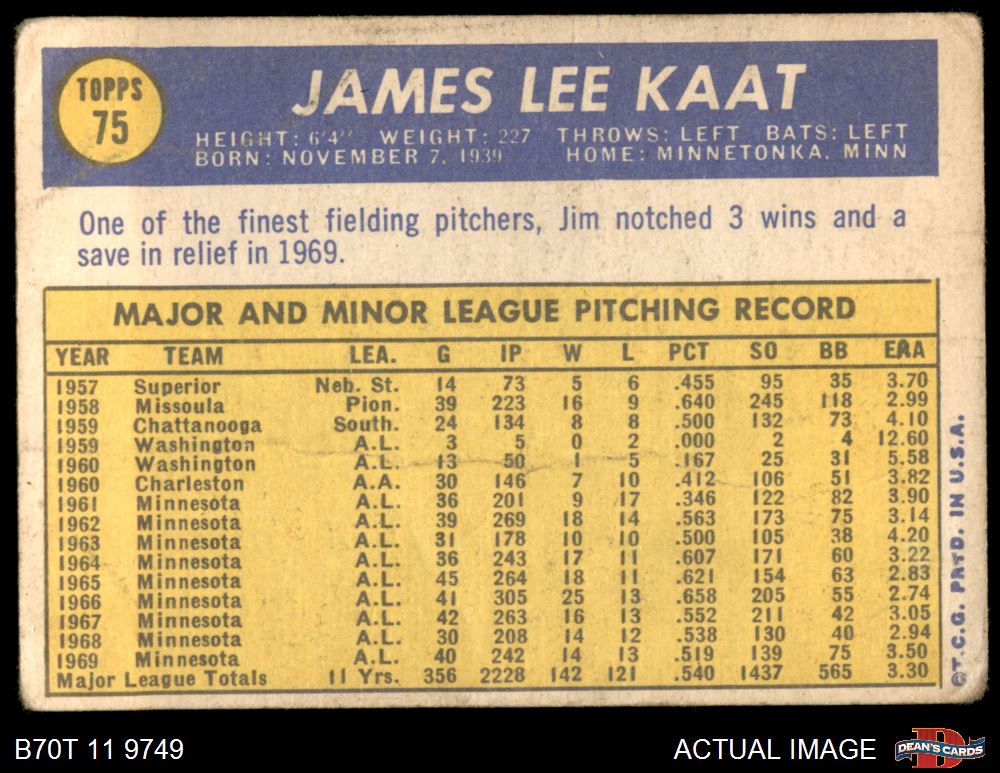 TOPPS
75
JAMES LEE KAAT
HEIGHT: 6'4" WEIGHT: 227 THROWS: LEFT BATS: LEFT
BORN: NOVEMBER 7, 1939 HOME: MINNETONKA, MINN
One of the finest fielding pitchers, Jim notched 3 wins and a
save in relief in 1969.
MAJOR AND MINOR LEAGUE PITCHING RECORD
YEAR TEAM LEA. G IP W L PCT SO BB ERA
1957 Superior Neb. St. 14 73 5 6 .455 95 35 3.70
1958 Missoula Pion. 39 223 16 9 .640 245 118 2.99
1959 Chattanooga South. 24 134 8 8 .500 132 73 4.10
1959 Washington A.L. 3 5 0 2 .000 2 4 12.60
1960 Washington A.L. 13 50 1 5 .167 25 31 5.58
1960 Charleston A.A. 30 146 7 10 .412 106 51 3.82
1961 Minnesota A.L. 36 201 9 17 .346 122 82 3.90
1962 Minnesota A.L. 39 269 18 14 .563 173 75 3.14
1963 Minnesota A.L. 31 178 10 10 .500 105 38 4.20
1964 Minnesota A.L. 36 243 17 11 .607 171 60 3.22
1965 Minnesota A.L. 45 264 18 11 .621 154 63 2.83
1966 Minnesota A.L. 41 305 25 13 .658 205 55 2.74
1967 Minnesota A.L. 42 263 16 13 .552 211 42 3.05
1968 Minnesota A.L. 30 208 14 12 .538 130 40 2.94
1969 Minnesota A.L. 40 242 14 13 .519 139 75 3.50
Major League Totals 11 Yrs. 356 2228 142 121 .540 1437 565 3.30
©T.C.G. PRTD. IN U.S.A.
B70T 11 9749
ACTUAL IMAGE
DEAN'S CARDS